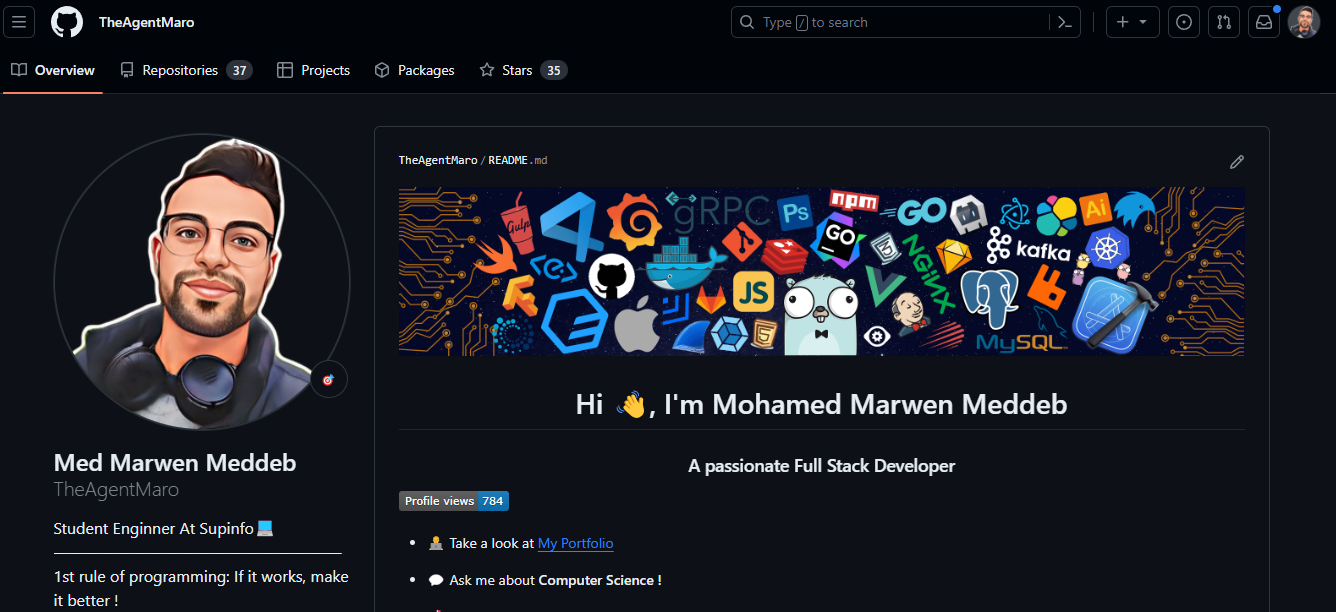 TheAgentMaro
Type / to search
Overview
Repositories 37
Projects
Packages
Stars 35
TheAgentMaro / README.md
Gulp
gRPC
Ps
npm
GO
Ai
GO
kafka
NGINX
JS
MySQL
Hi 👋, I'm Mohamed Marwen Meddeb
A passionate Full Stack Developer
Profile views 784
Take a look at My Portfolio
Ask me about Computer Science !
Med Marwen Meddeb
TheAgentMaro
Student Enginner At Supinfo
1st rule of programming: If it works, make
it better !